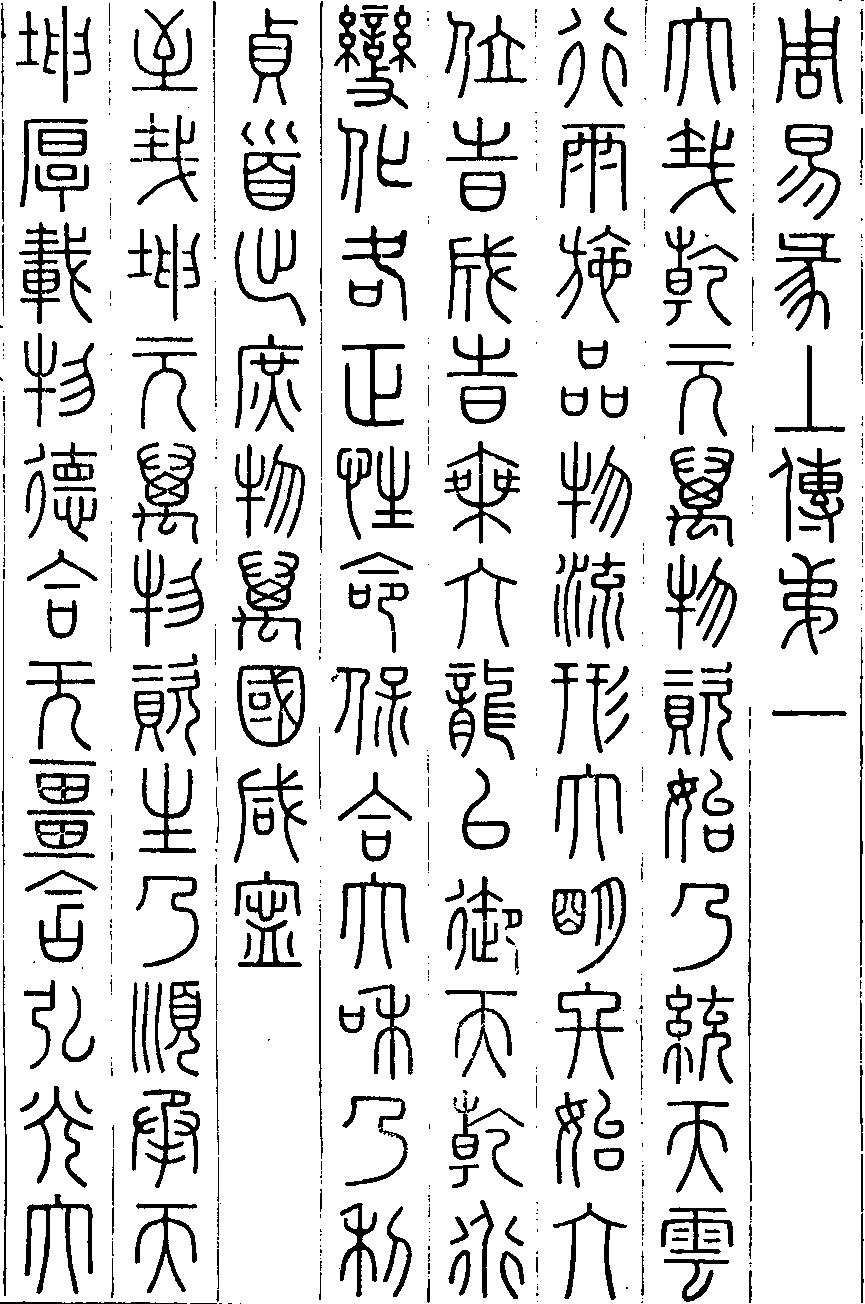 周易彖上傳弟一
大哉乾元萬物資始乃統天雲
行雨施品物流形大明終始六
位旹成旹乘六龍以御天乾道
變化各正性命保合大和乃利
貞首出庶物萬國咸寧
至哉坤元萬物資生乃順承天
坤厚載物德合无疆含弘光大